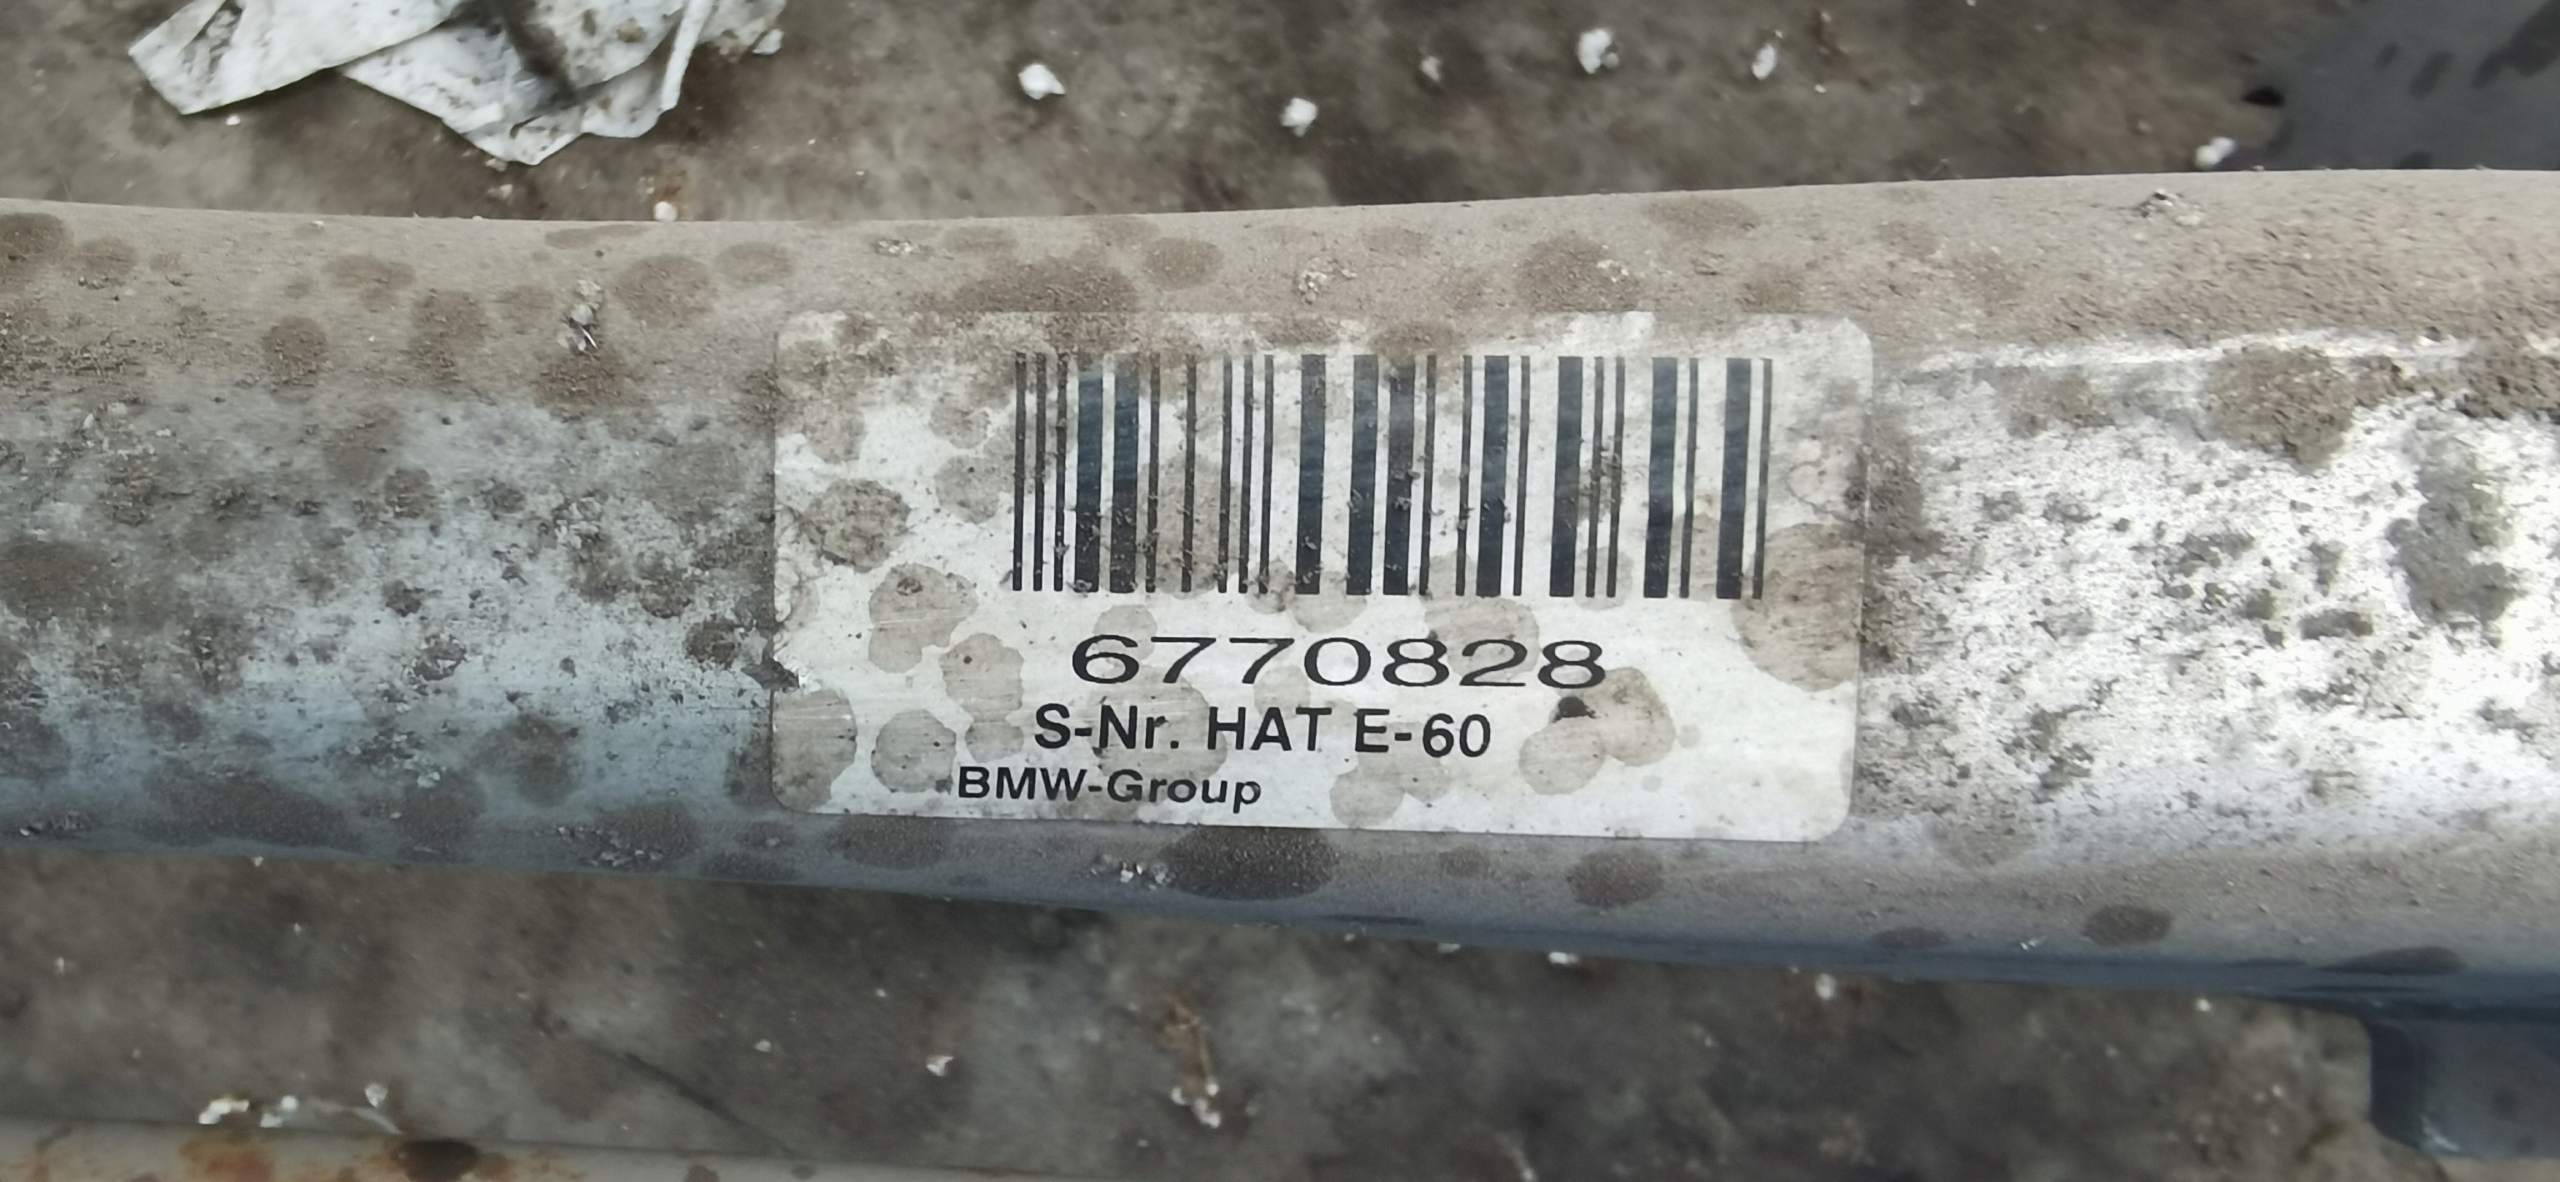 6770828
S-Nr. HAT E-60
BMW-Group